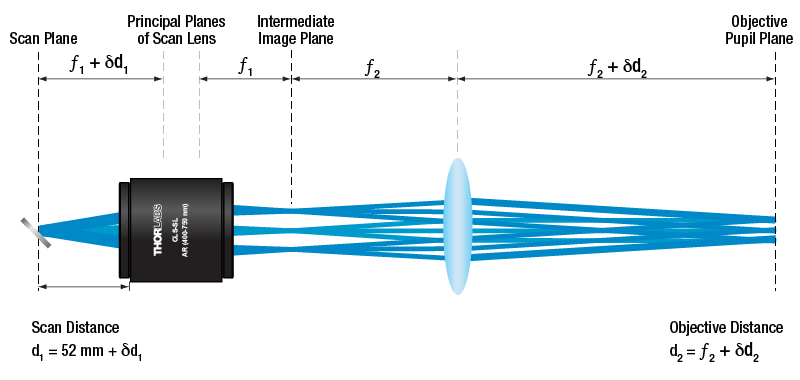 Scan Plane
Principal Planes
of Scan Lens
Intermediate
Image Plane
Objective
Pupil Plane
f₁ + δd₁
f₁
f₂
f₂ + δd₂
THORLABS
CLS-SL
AR (400-750 nm)
Scan Distance
d₁ = 52 mm + δd₁
Objective Distance
d₂ = f₂ + δd₂